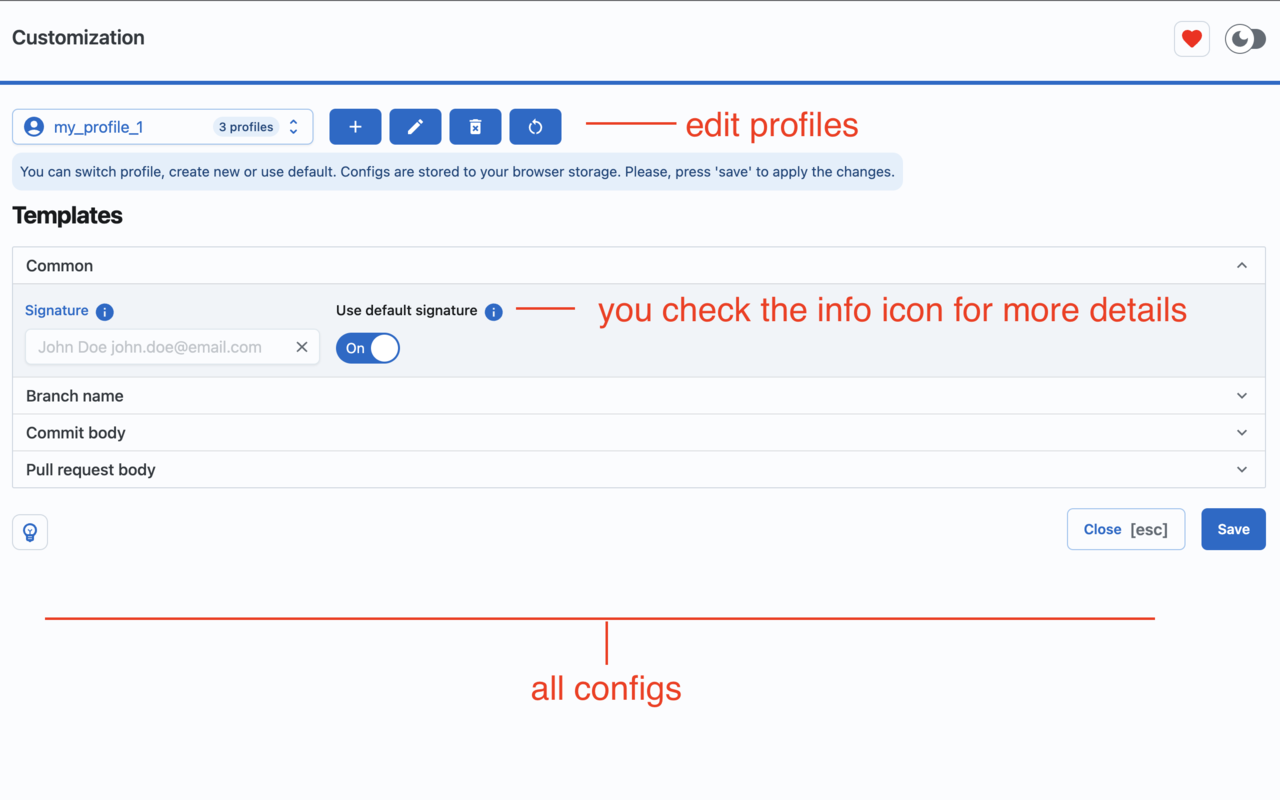 Customization
my_profile_1 3 profiles
edit profiles
You can switch profile, create new or use default. Configs are stored to your browser storage. Please, press 'save' to apply the changes.
Templates
Common
Signature
Use default signature
you check the info icon for more details
John Doe john.doe@email.com
On
Branch name
Commit body
Pull request body
Close [esc]
Save
all configs